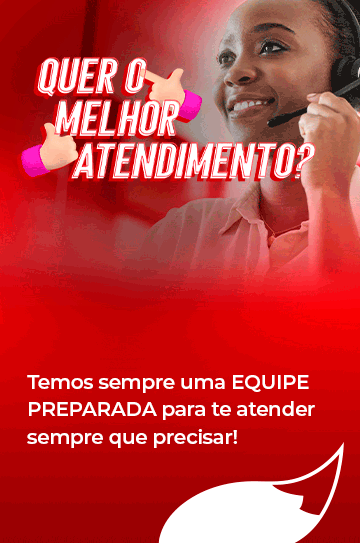 QUER O
MELHOR
ATENDIMENTO?
Temos sempre uma EQUIPE
PREPARADA para te atender
sempre que precisar!